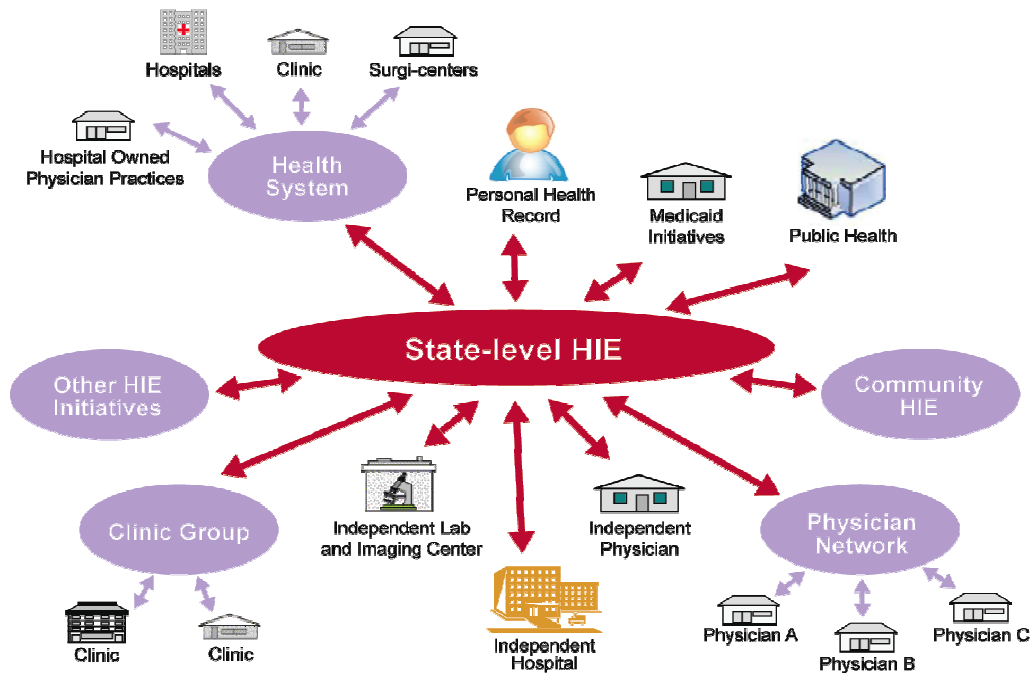 Hospitals
Clinic
Surgi-centers
Hospital Owned
Physician Practices
Health
System
Personal Health
Record
Medicaid
Initiatives
Public Health
State-level HIE
Other HIE
Initiatives
Community
HIE
Clinic Group
Independent Lab
and Imaging Center
Independent
Physician
Physician
Network
Clinic
Clinic
Independent
Hospital
Physician A
Physician B
Physician C